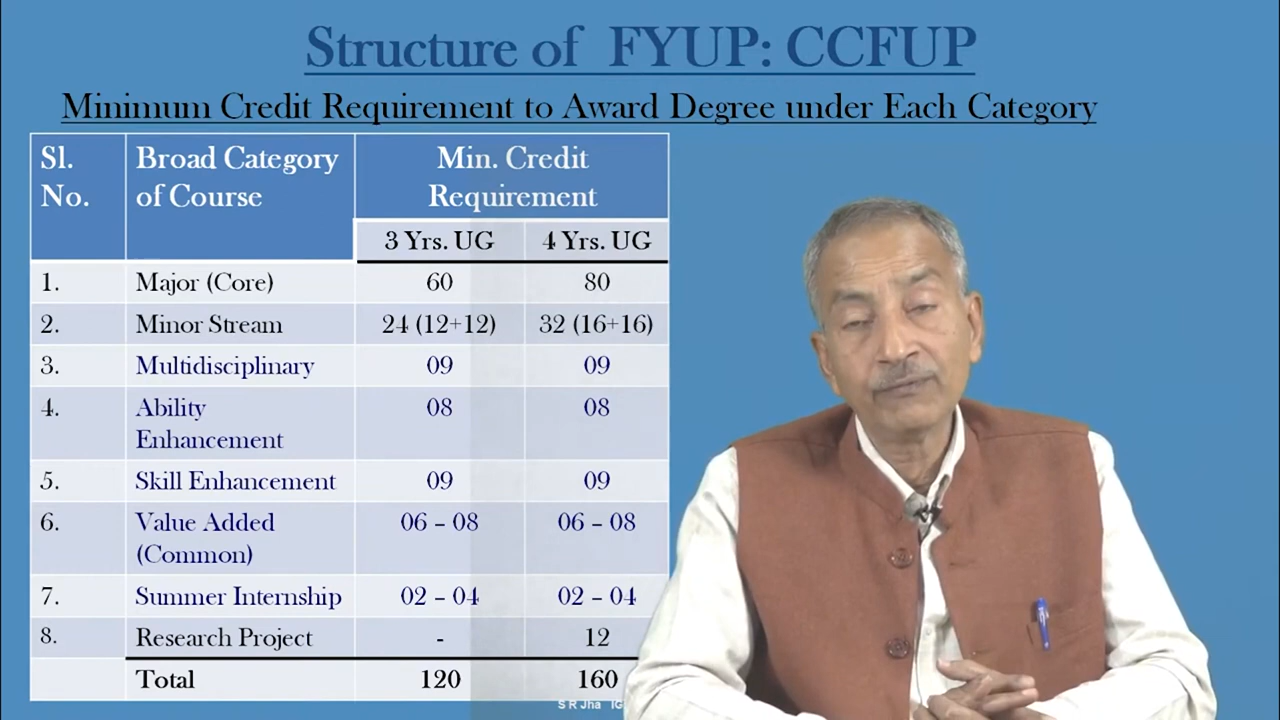 Structure of FYUP: CCFUP
Minimum Credit Requirement to Award Degree under Each Category
Sl. No. Broad Category of Course Min. Credit Requirement
3 Yrs. UG 4 Yrs. UG
1. Major (Core) 60 80
2. Minor Stream 24 (12+12) 32 (16+16)
3. Multidisciplinary 09 09
4. Ability Enhancement 08 08
5. Skill Enhancement 09 09
6. Value Added (Common) 06 – 08 06 – 08
7. Summer Internship 02 – 04 02 – 04
8. Research Project - 12
Total 120 160
S R Jha